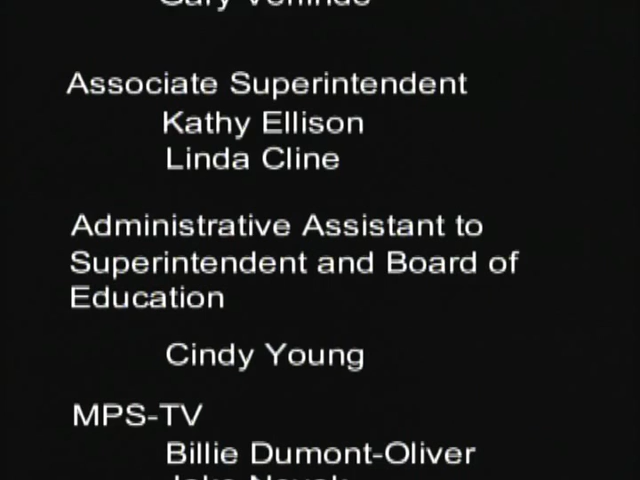 Gary
Associate Superintendent
Kathy Ellison
Linda Cline
Administrative Assistant to
Superintendent and Board of
Education
Cindy Young
MPS-TV
Billie Dumont-Oliver